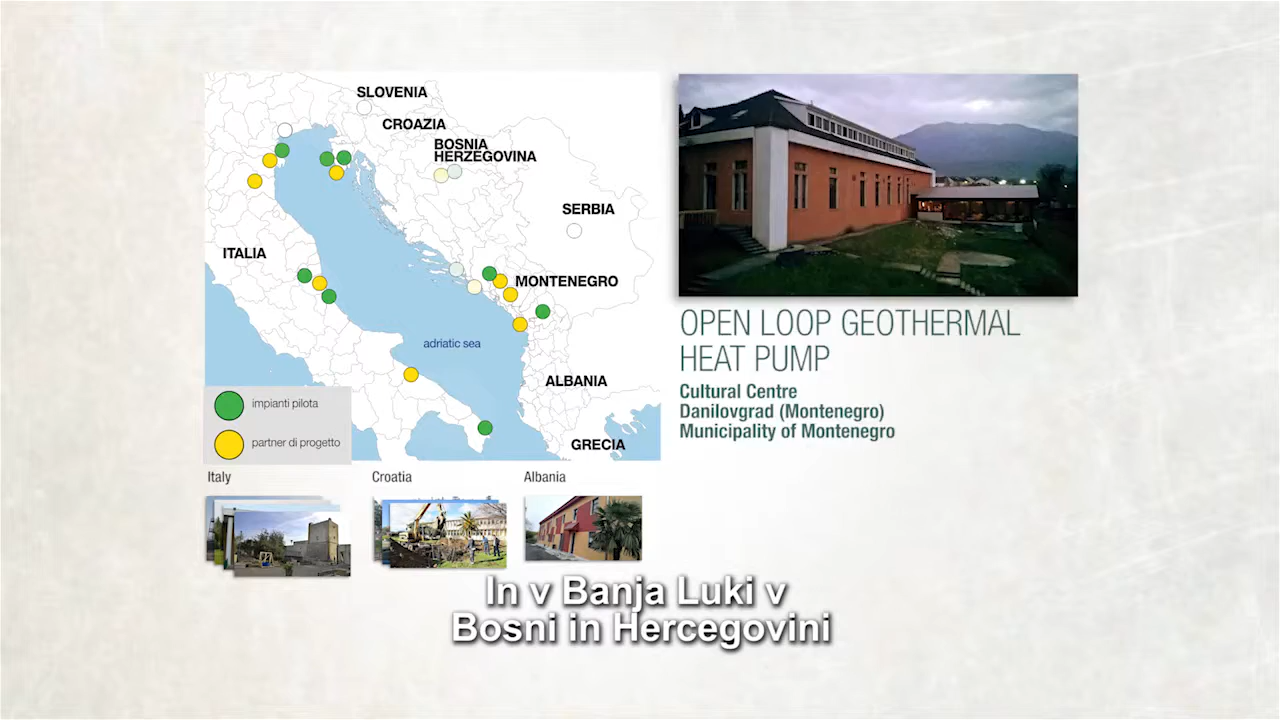 SLOVENIA
CROAZIA
BOSNIA
HERZEGOVINA
SERBIA
ITALIA
MONTENEGRO
adriatic sea
ALBANIA
GRECIA
impianti pilota
partner di progetto
OPEN LOOP GEOTHERMAL
HEAT PUMP
Cultural Centre
Danilovgrad (Montenegro)
Municipality of Montenegro
Italy
Croatia
Albania
In v Banja Luki v
Bosni in Hercegovini